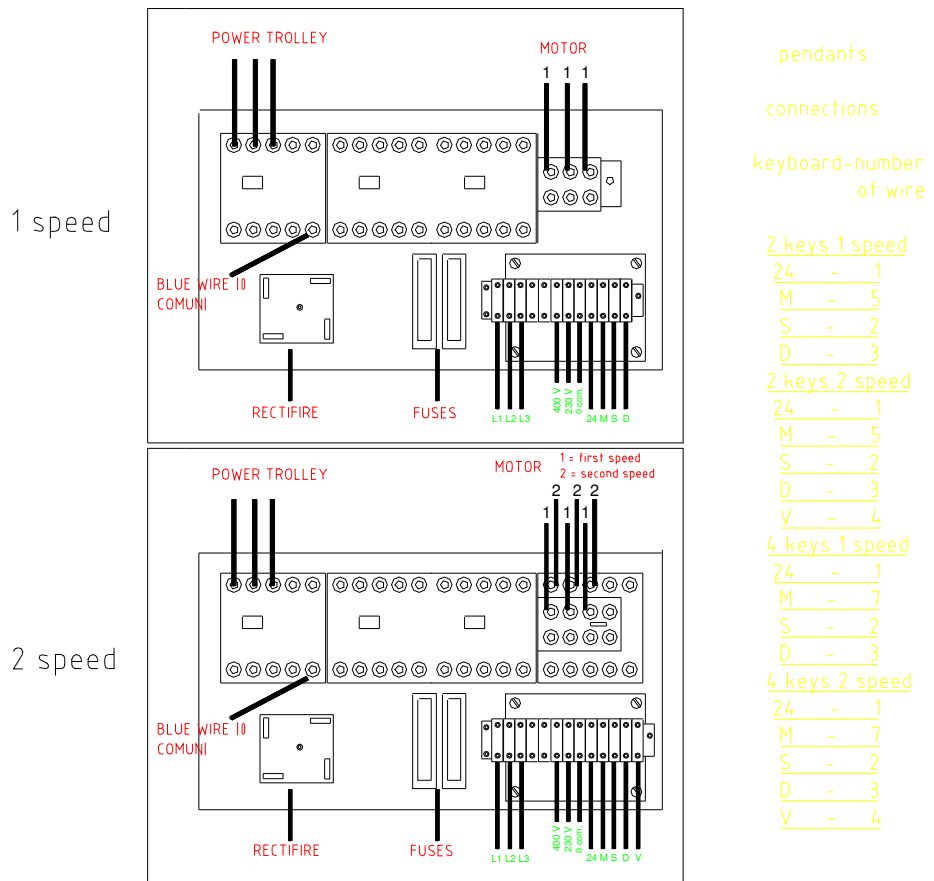 1 speed
POWER TROLLEY
MOTOR
1 1 1
BLUE WIRE 10
COMUNI
RECTIFIRE
FUSES
L1 L2 L3
400 V
230 V
0 com.
24 M S D
2 speed
POWER TROLLEY
MOTOR
1 = first speed
2 = second speed
2 2 2
1 1 1
BLUE WIRE 10
COMUNI
RECTIFIRE
FUSES
L1 L2 L3
400 V
230 V
0 com.
24 M S D V
pendants
connections
keyboard-number
of wire
2 keys 1 speed
24 - 1
M - 5
S - 2
D - 3
2 keys 2 speed
24 - 1
M - 5
S - 2
D - 3
V - 4
4 keys 1 speed
24 - 1
M - 7
S - 2
D - 3
4 keys 2 speed
24 - 1
M - 7
S - 2
D - 3
V - 4